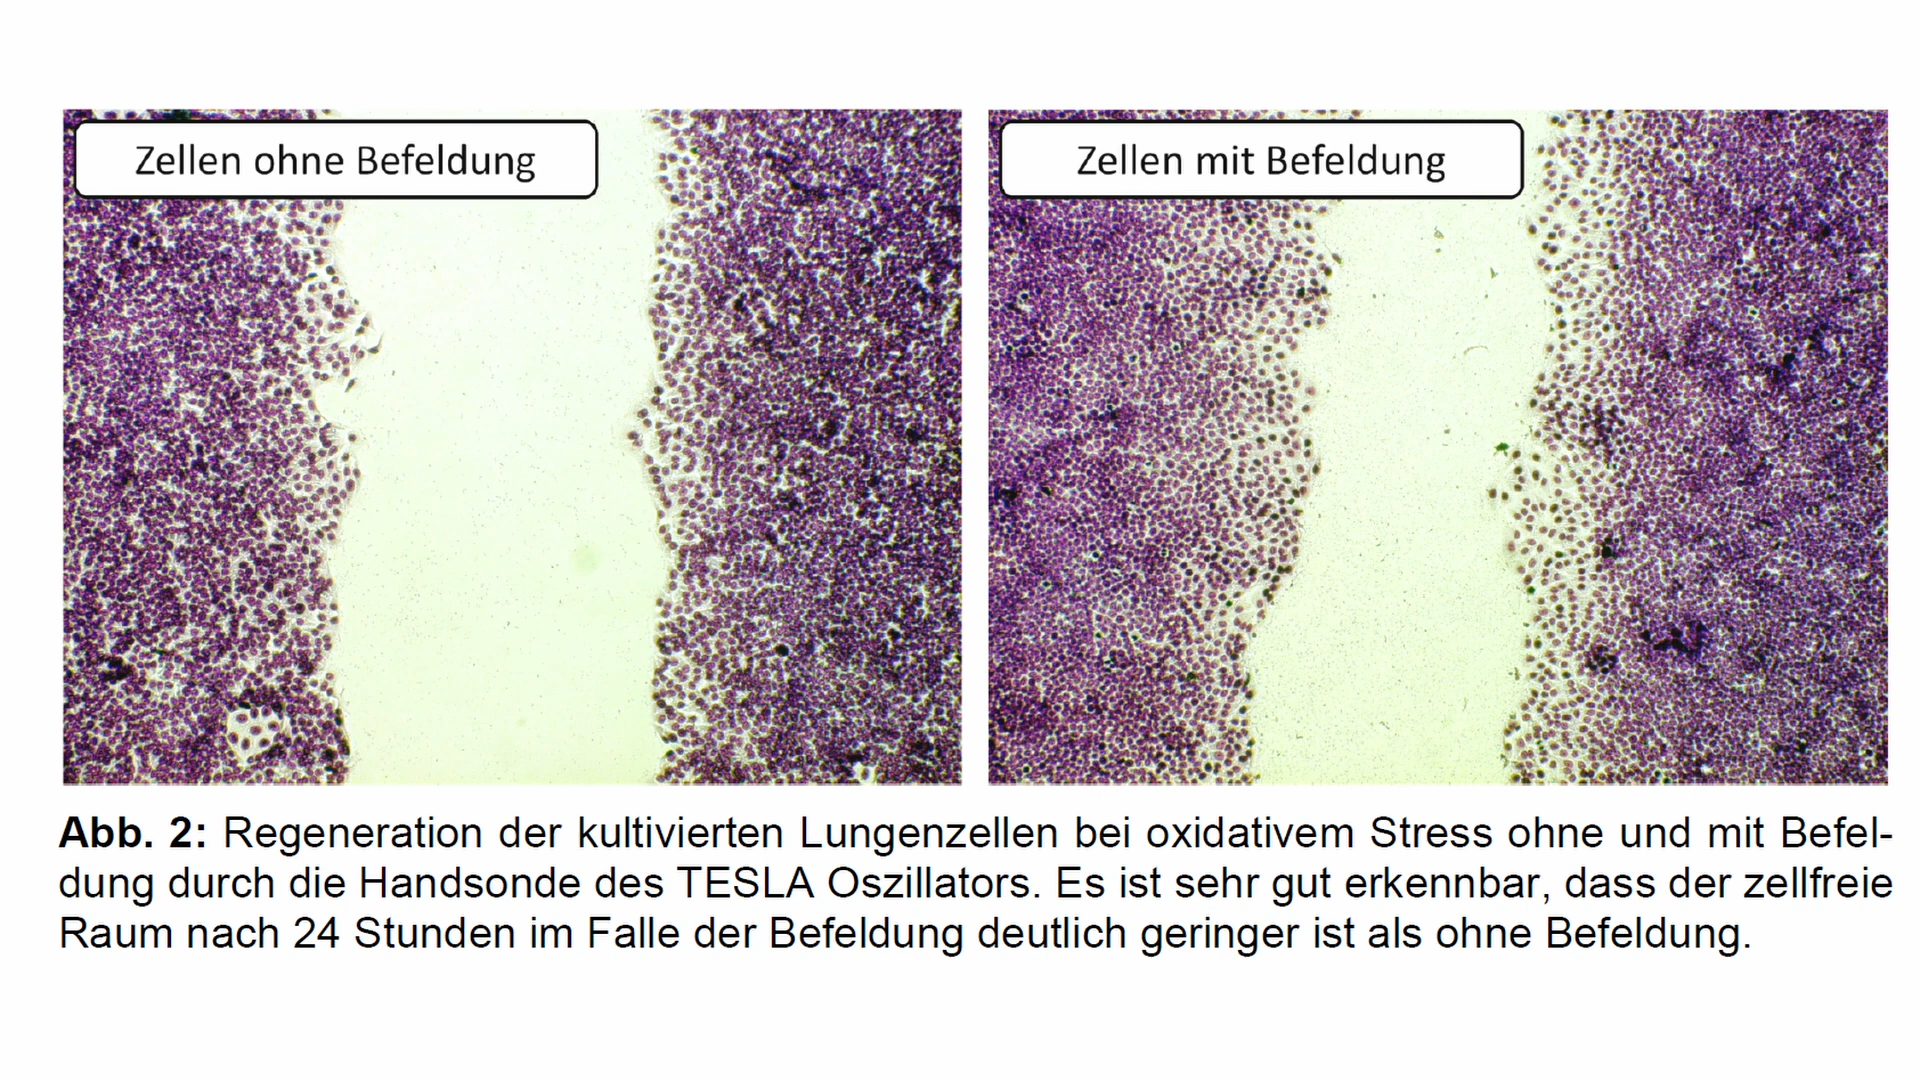 Zellen ohne Befeldung
Zellen mit Befeldung
Abb. 2: Regeneration der kultivierten Lungenzellen bei oxidativem Stress ohne und mit Befel-
dung durch die Handsonde des TESLA Oszillators. Es ist sehr gut erkennbar, dass der zellfreie
Raum nach 24 Stunden im Falle der Befeldung deutlich geringer ist als ohne Befeldung.